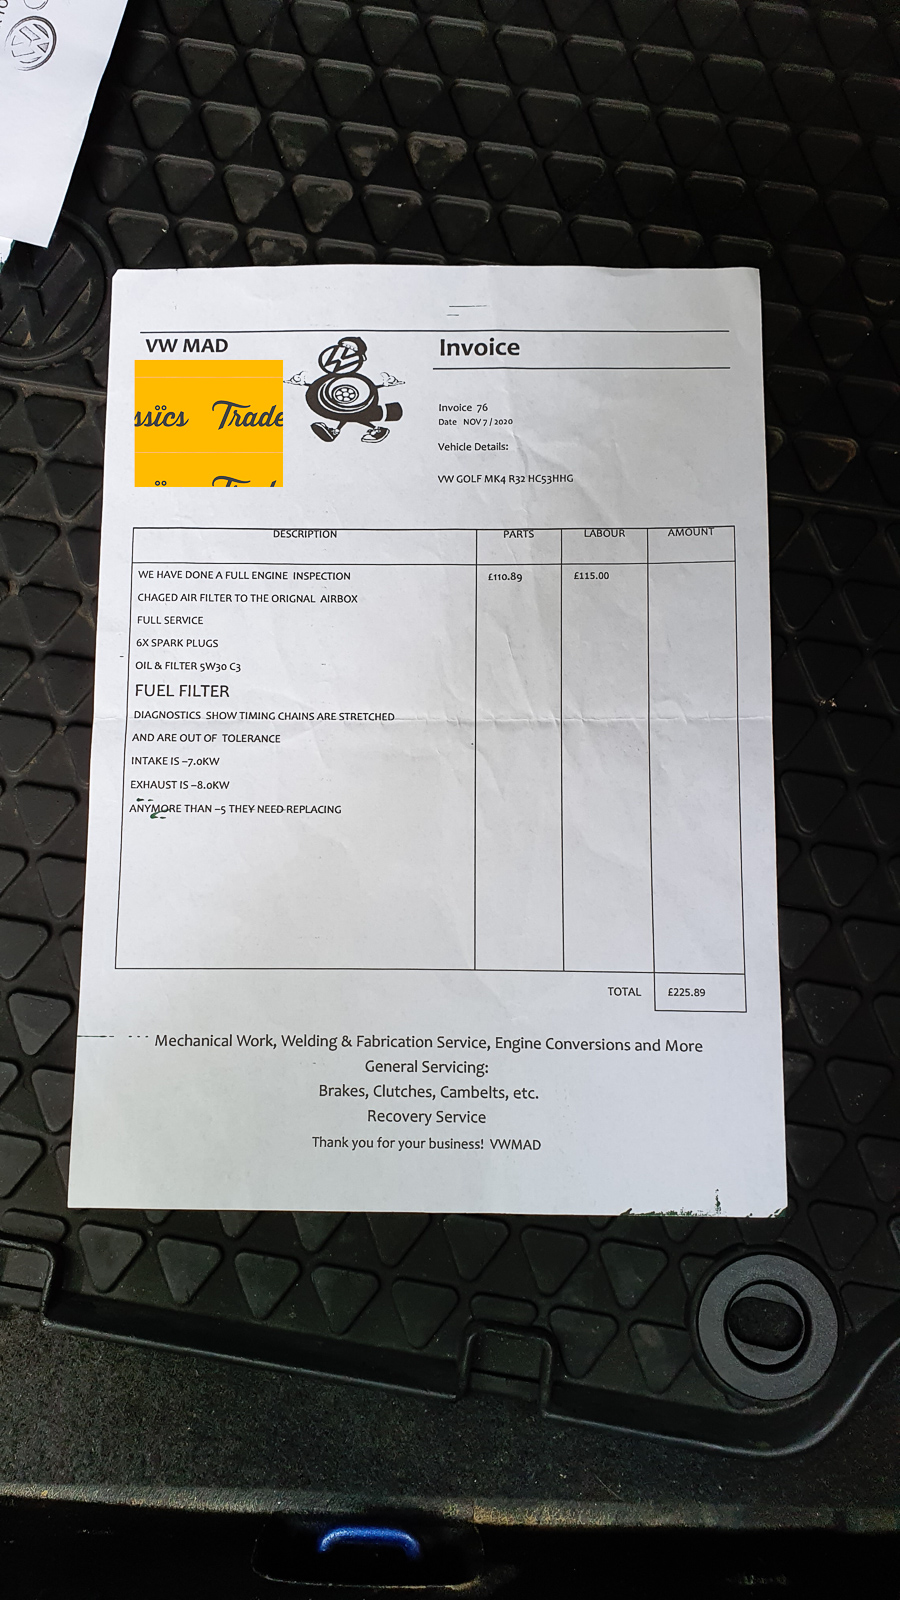 VW MAD
Invoice
ssics Trade
Invoice 76
Date NOV 7 / 2020
Vehicle Details:
VW GOLF MK4 R32 HC53HHG
DESCRIPTION PARTS LABOUR AMOUNT
WE HAVE DONE A FULL ENGINE INSPECTION £110.89 £115.00
CHAGED AIR FILTER TO THE ORIGNAL AIRBOX
FULL SERVICE
6X SPARK PLUGS
OIL & FILTER 5W30 C3
FUEL FILTER
DIAGNOSTICS SHOW TIMING CHAINS ARE STRETCHED
AND ARE OUT OF TOLERANCE
INTAKE IS –7.0KW
EXHAUST IS –8.0KW
ANYMORE THAN –5 THEY NEED REPLACING
TOTAL £225.89
Mechanical Work, Welding & Fabrication Service, Engine Conversions and More
General Servicing:
Brakes, Clutches, Cambelts, etc.
Recovery Service
Thank you for your business! VWMAD